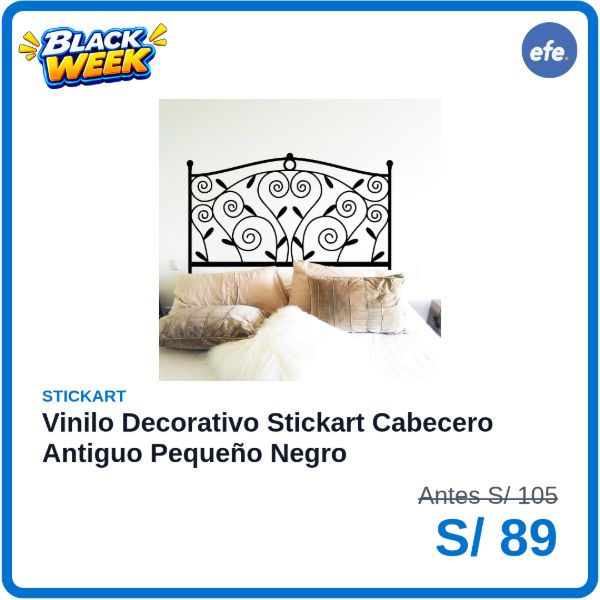 BLACK
WEEK
efe.
STICKART
Vinilo Decorativo Stickart Cabecero
Antiguo Pequeño Negro
Antes S/ 105
S/ 89